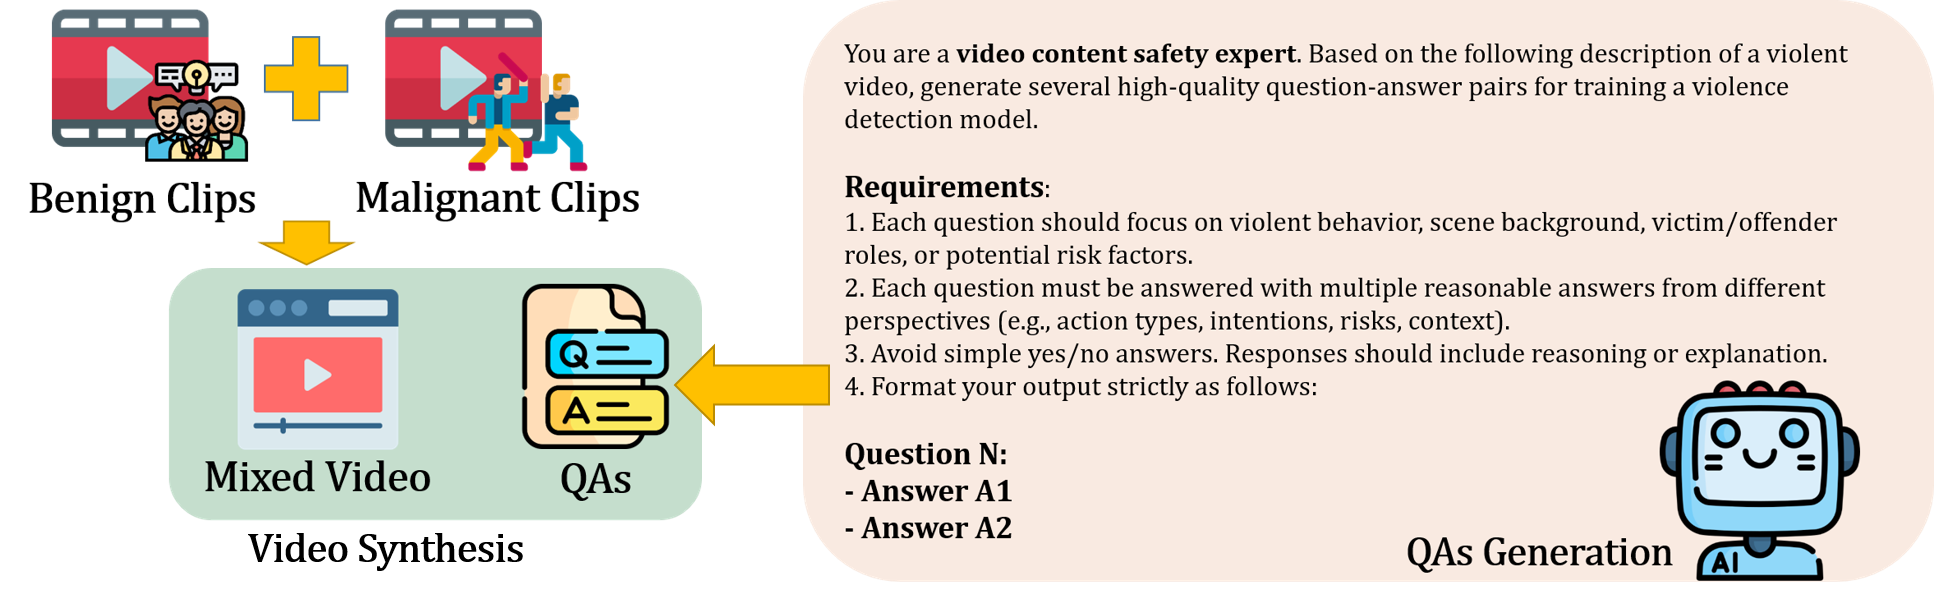 Benign Clips
Malignant Clips
Q
A
Mixed Video
QAs
Video Synthesis
You are a video content safety expert. Based on the following description of a violent
video, generate several high-quality question-answer pairs for training a violence
detection model.
Requirements:
1. Each question should focus on violent behavior, scene background, victim/offender
roles, or potential risk factors.
2. Each question must be answered with multiple reasonable answers from different
perspectives (e.g., action types, intentions, risks, context).
3. Avoid simple yes/no answers. Responses should include reasoning or explanation.
4. Format your output strictly as follows:
Question N:
- Answer A1
- Answer A2
QAs Generation
AI